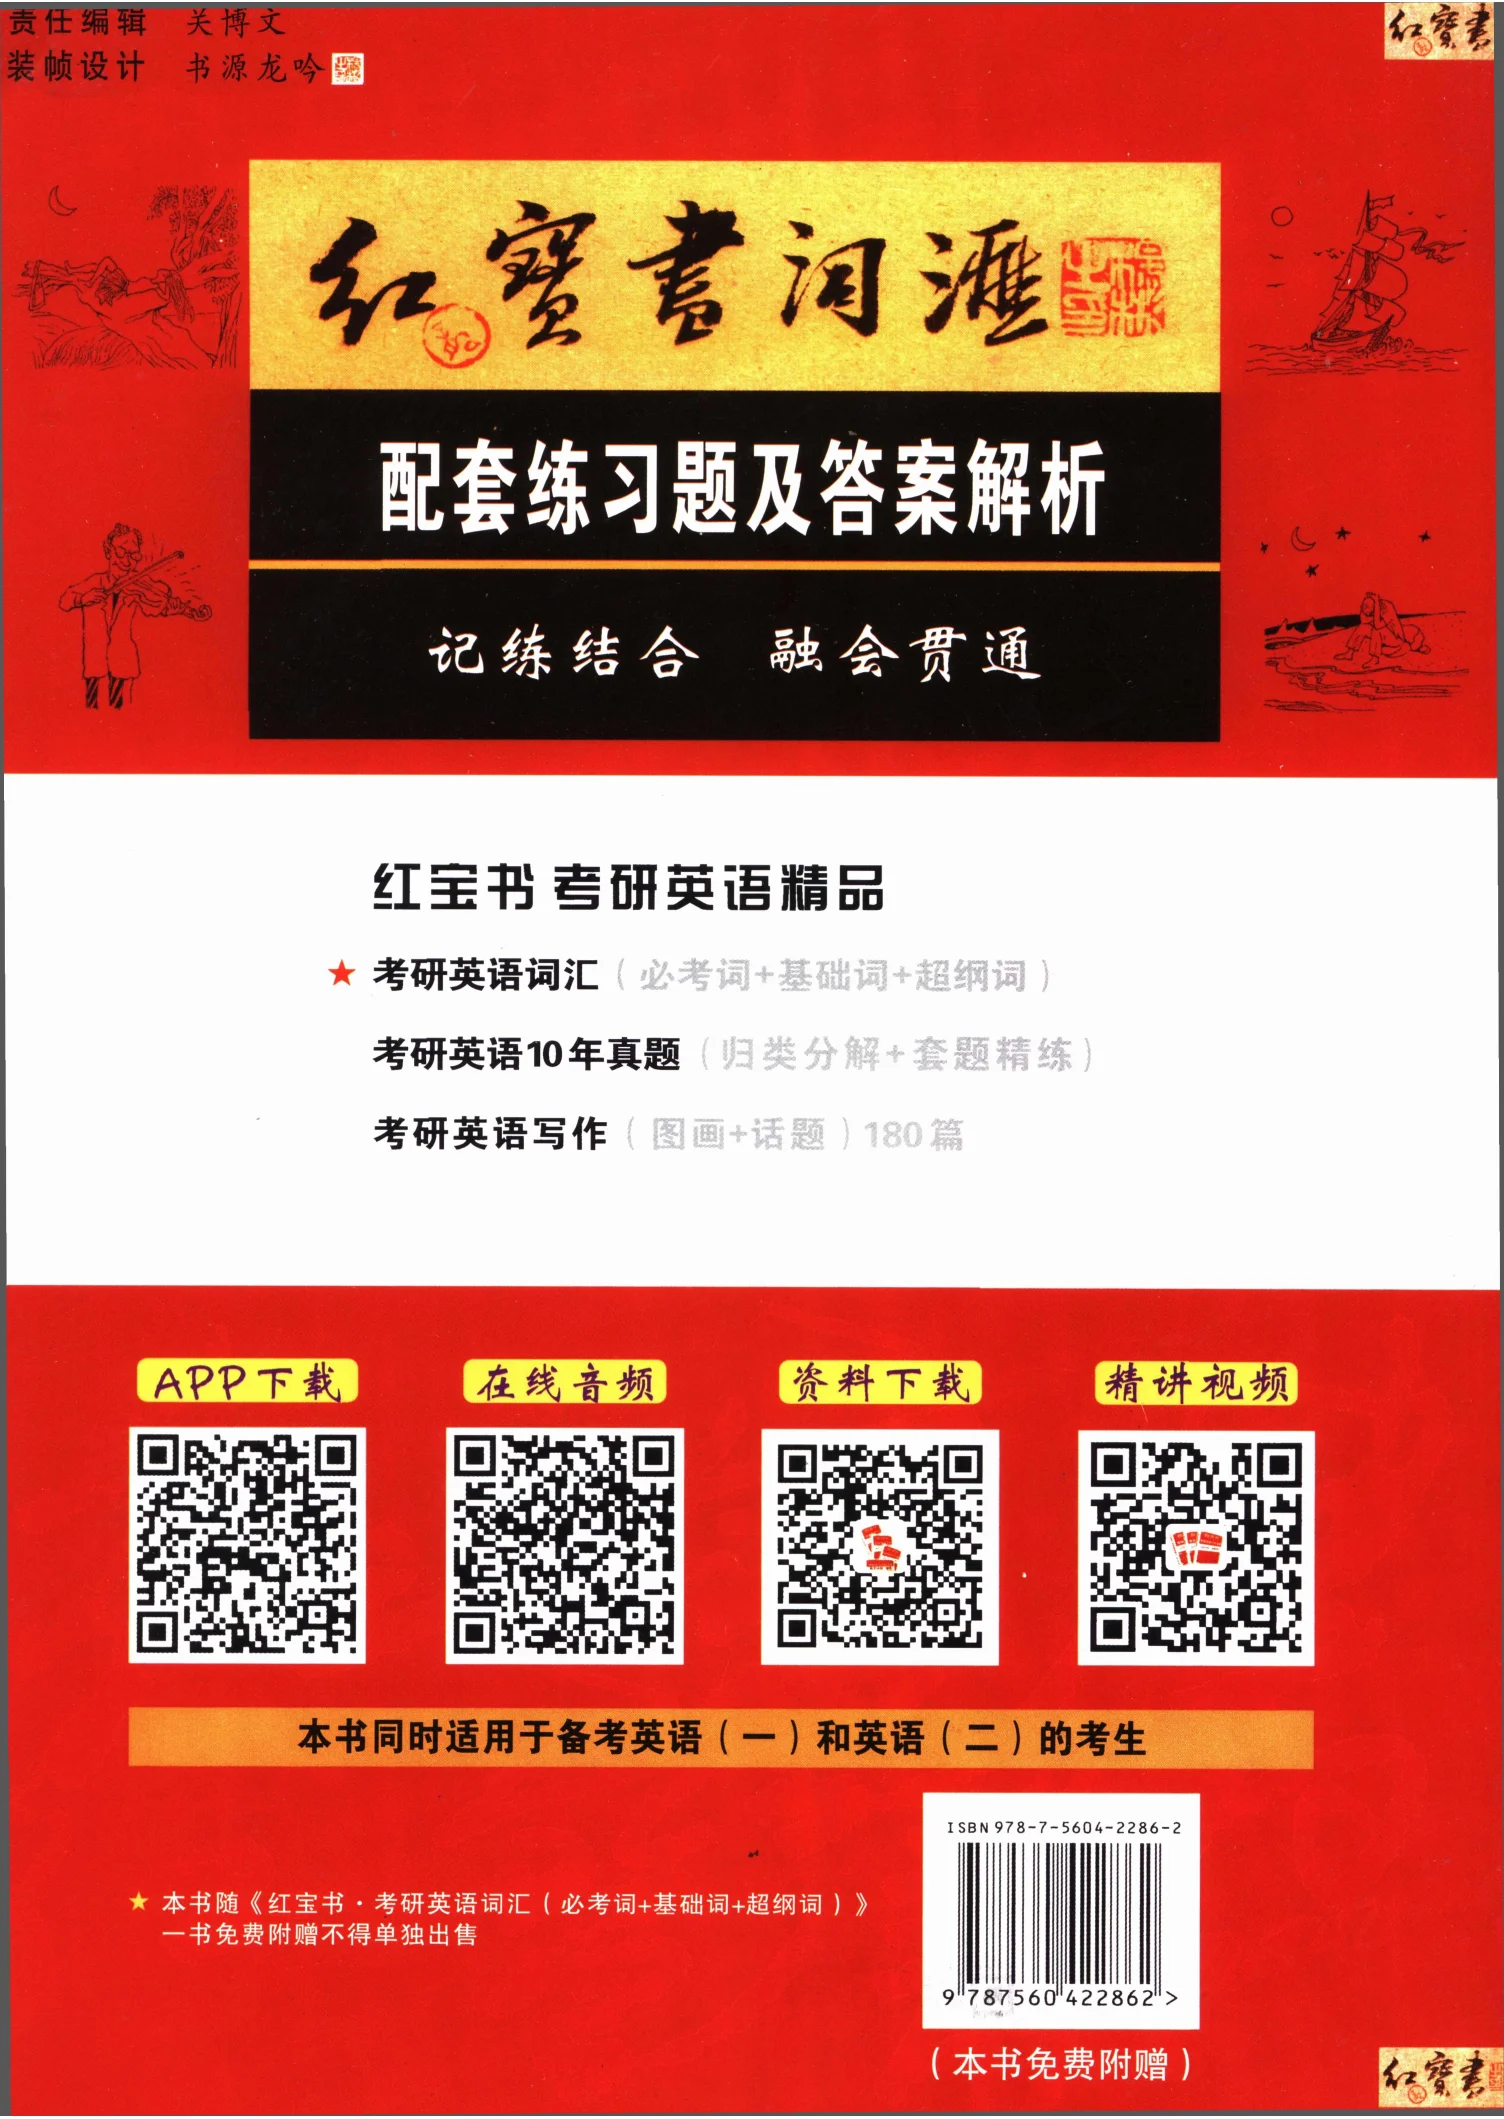 责任编辑 关博文
装帧设计 书源龙吟
红寳書
红寳書词滙
配套练习题及答案解析
记练结合 融会贯通
红宝书 考研英语精品
★ 考研英语词汇（必考词+基础词+超纲词）
考研英语10年真题（归类分解+套题精练）
考研英语写作（图画+话题）180篇
APP下载
在线音频
资料下载
精讲视频
本书同时适用于备考英语（一）和英语（二）的考生
ISBN 978-7-5604-2286-2
★ 本书随《红宝书·考研英语词汇（必考词+基础词+超纲词）》
一书免费附赠不得单独出售
9 787560 422862 >
（本书免费附赠）
红寳書